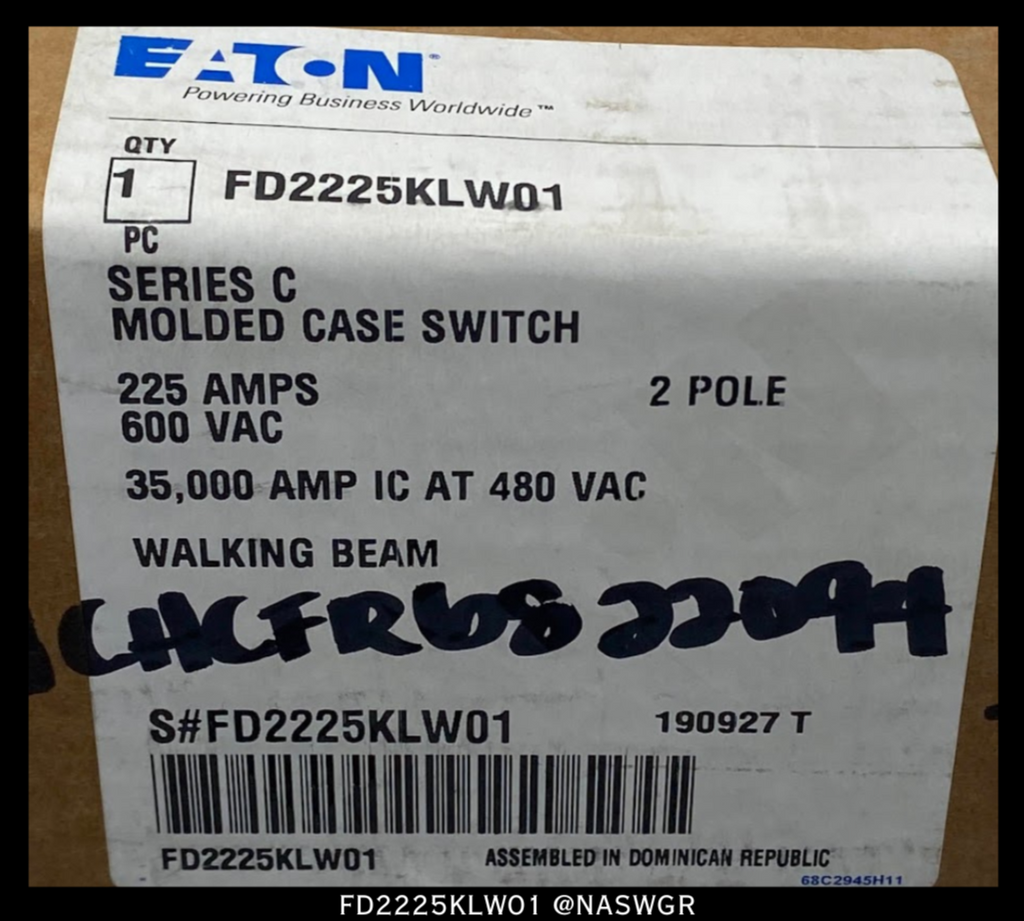 EATON®
Powering Business Worldwide™
QTY
1 FD2225KLW01
PC
SERIES C
MOLDED CASE SWITCH
225 AMPS 2 POLE
600 VAC
35,000 AMP IC AT 480 VAC
WALKING BEAM
S#FD2225KLW01 190927 T
FD2225KLW01 ASSEMBLED IN DOMINICAN REPUBLIC
68C2945H11
FD2225KLW01 @NASWGR